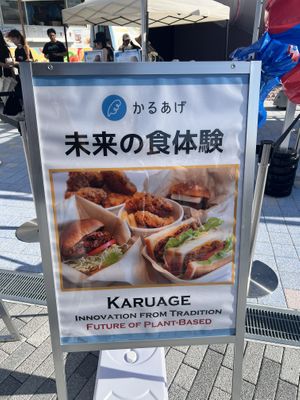 かるあげ
未来の食体験
KARUAGE
INNOVATION FROM TRADITION
FUTURE OF PLANT-BASED